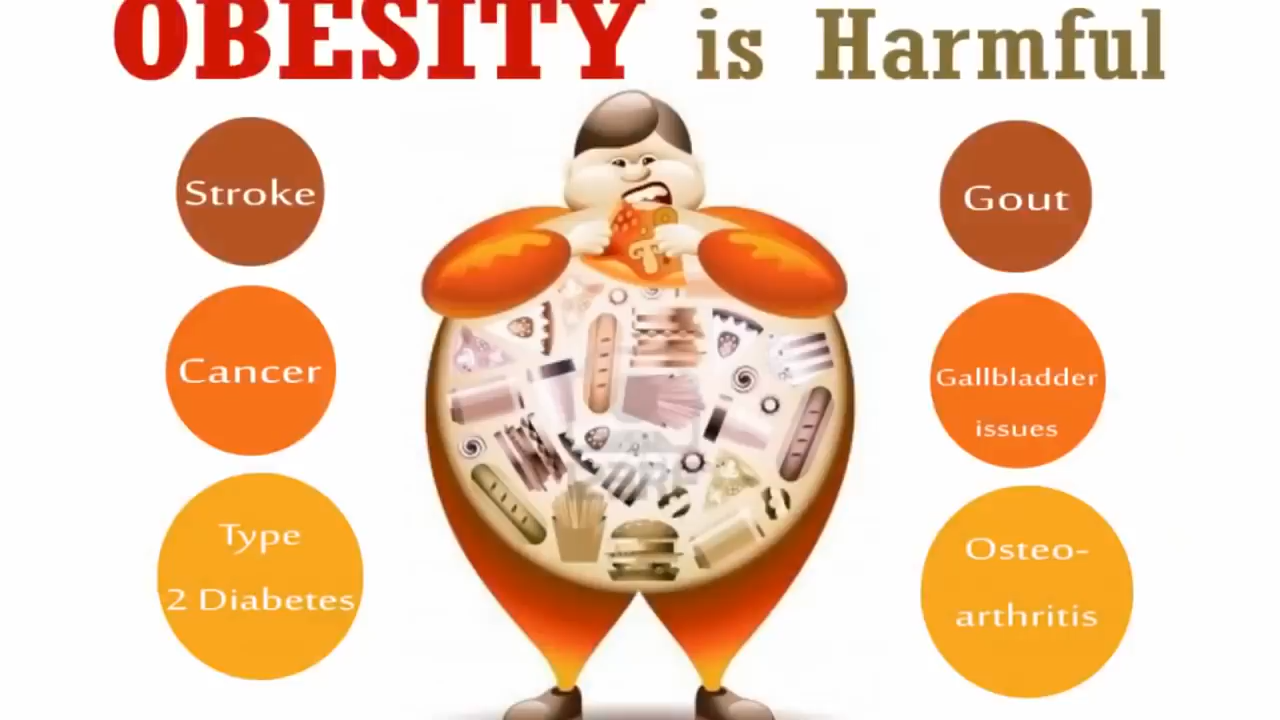 OBESITY is Harmful
Stroke
Cancer
Type
2 Diabetes
Gout
Gallbladder
issues
Osteo-
arthritis